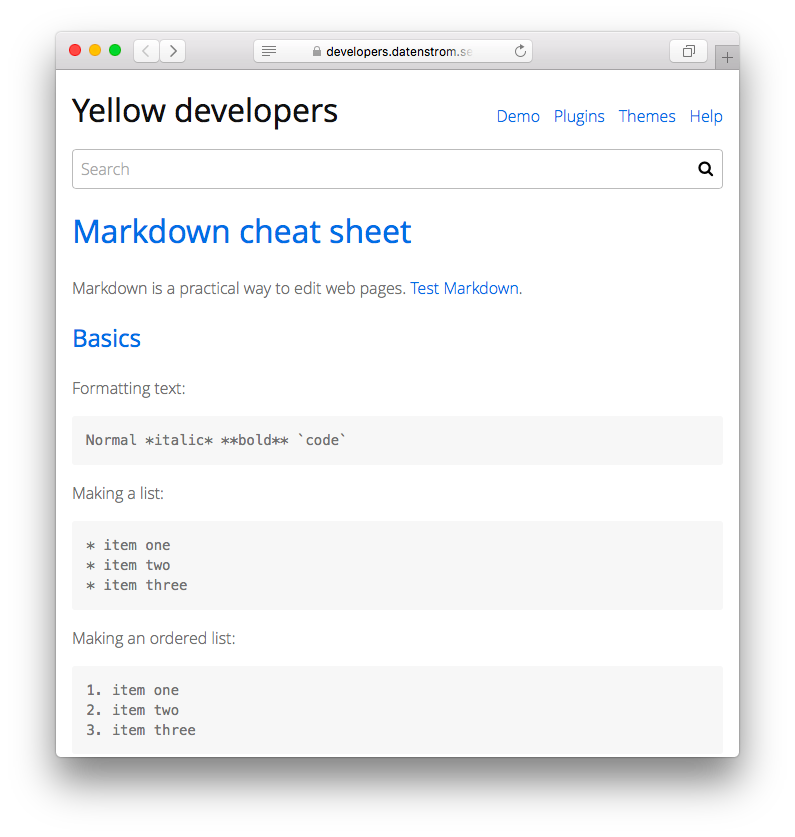 developers.datenstrom.se
Yellow developers
Demo Plugins Themes Help
Search
Markdown cheat sheet
Markdown is a practical way to edit web pages. Test Markdown.
Basics
Formatting text:
Normal *italic* **bold** `code`
Making a list:
* item one
* item two
* item three
Making an ordered list:
1. item one
2. item two
3. item three